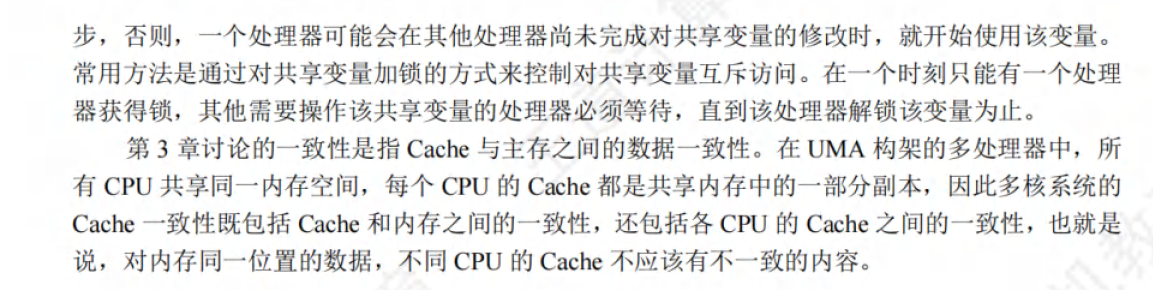 步，否则，一个处理器可能会在其他处理器尚未完成对共享变量的修改时，就开始使用该变量。
常用方法是通过对共享变量加锁的方式来控制对共享变量互斥访问。在一个时刻只能有一个处理
器获得锁，其他需要操作该共享变量的处理器必须等待，直到该处理器解锁该变量为止。
第 3 章讨论的一致性是指 Cache 与主存之间的数据一致性。在 UMA 构架的多处理器中，所
有 CPU 共享同一内存空间，每个 CPU 的 Cache 都是共享内存中的一部分副本，因此多核系统的
Cache 一致性既包括 Cache 和内存之间的一致性，还包括各 CPU 的 Cache 之间的一致性，也就是
说，对内存同一位置的数据，不同 CPU 的 Cache 不应该有不一致的内容。